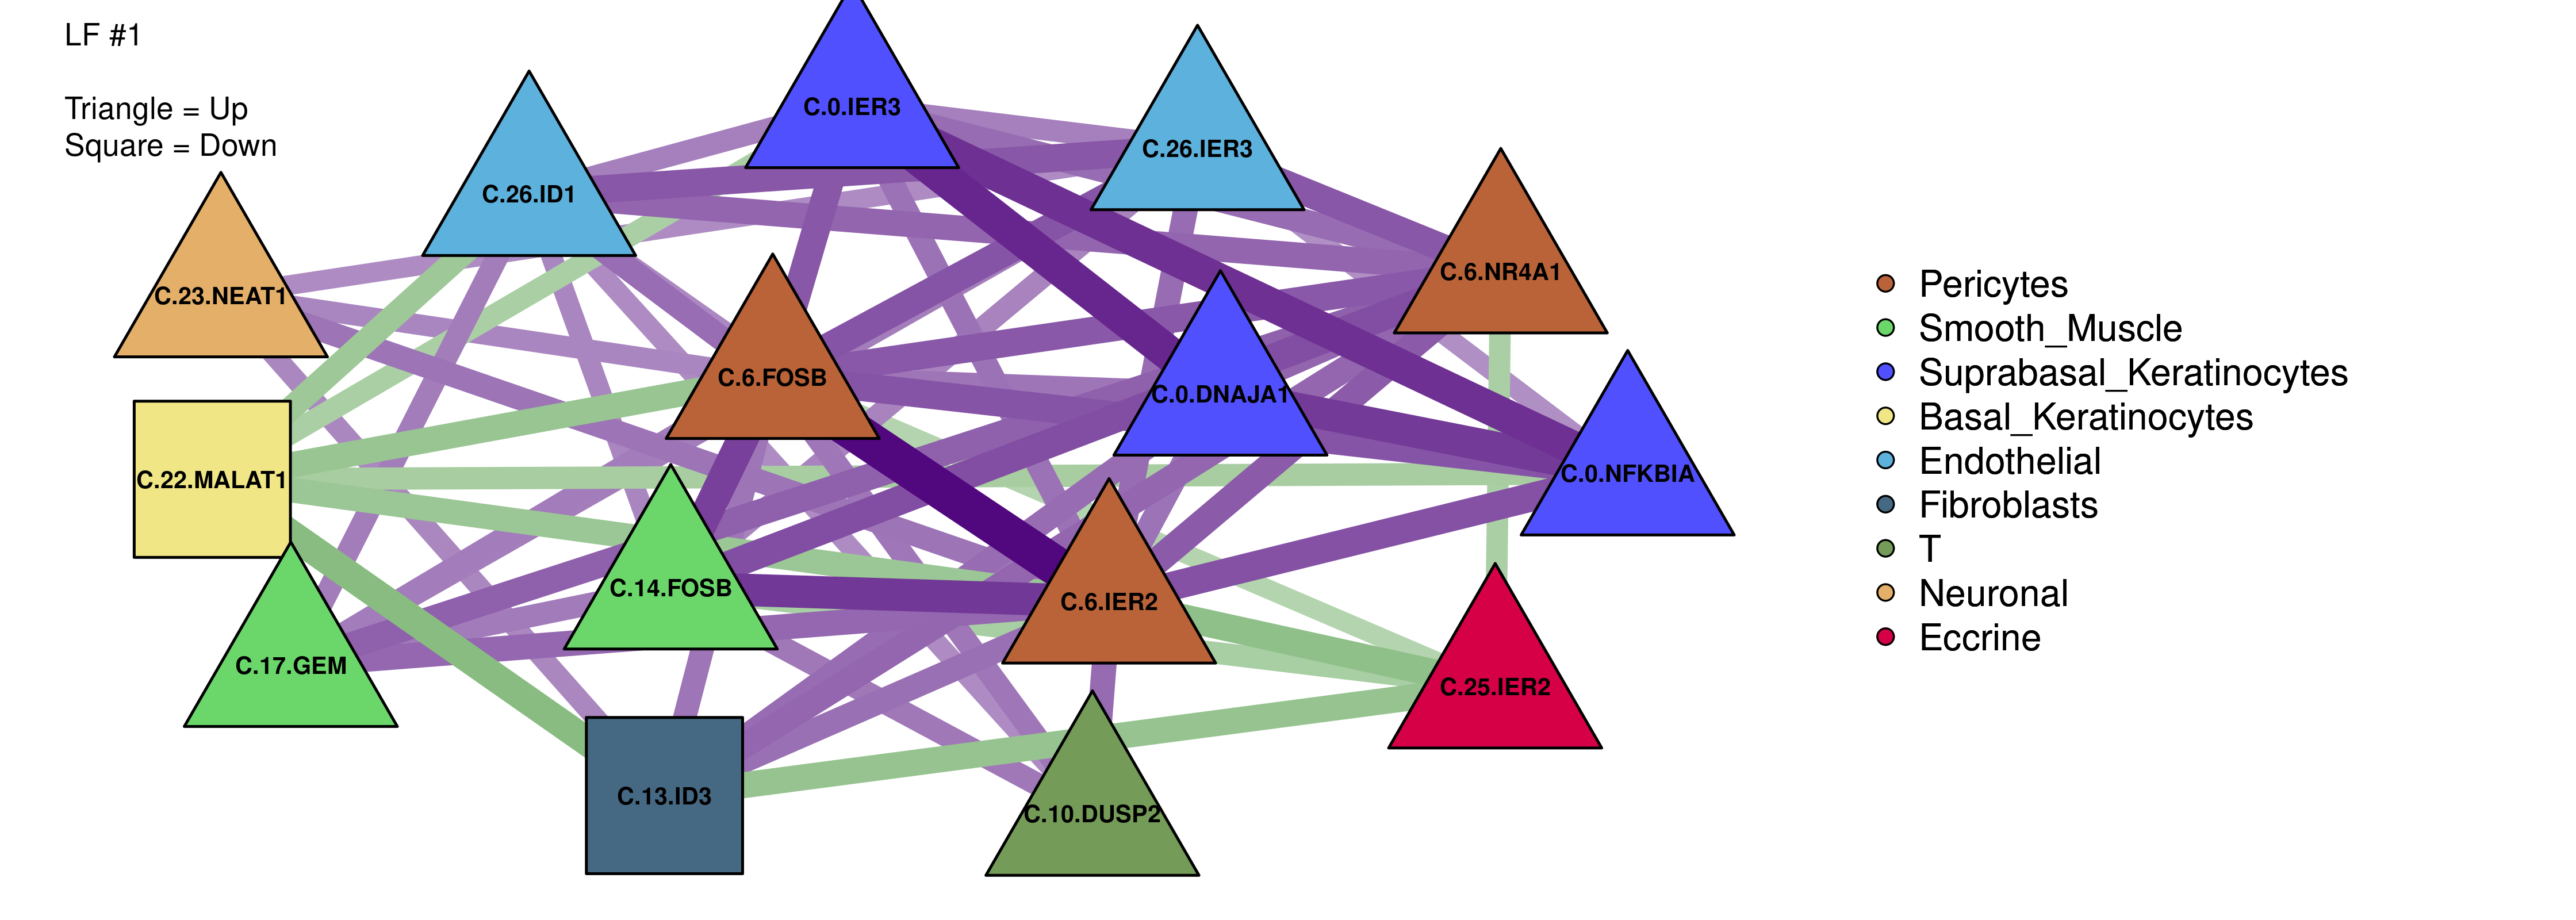 LF #1
Triangle = Up
Square = Down
C.0.IER3
C.26.IER3
C.26.ID1
C.6.NR4A1
C.23.NEAT1
C.6.FOSB
C.0.DNAJA1
C.22.MALAT1
C.0.NFKBIA
C.14.FOSB
C.6.IER2
C.17.GEM
C.25.IER2
C.13.ID3
C.10.DUSP2
Pericytes
Smooth_Muscle
Suprabasal_Keratinocytes
Basal_Keratinocytes
Endothelial
Fibroblasts
T
Neuronal
Eccrine